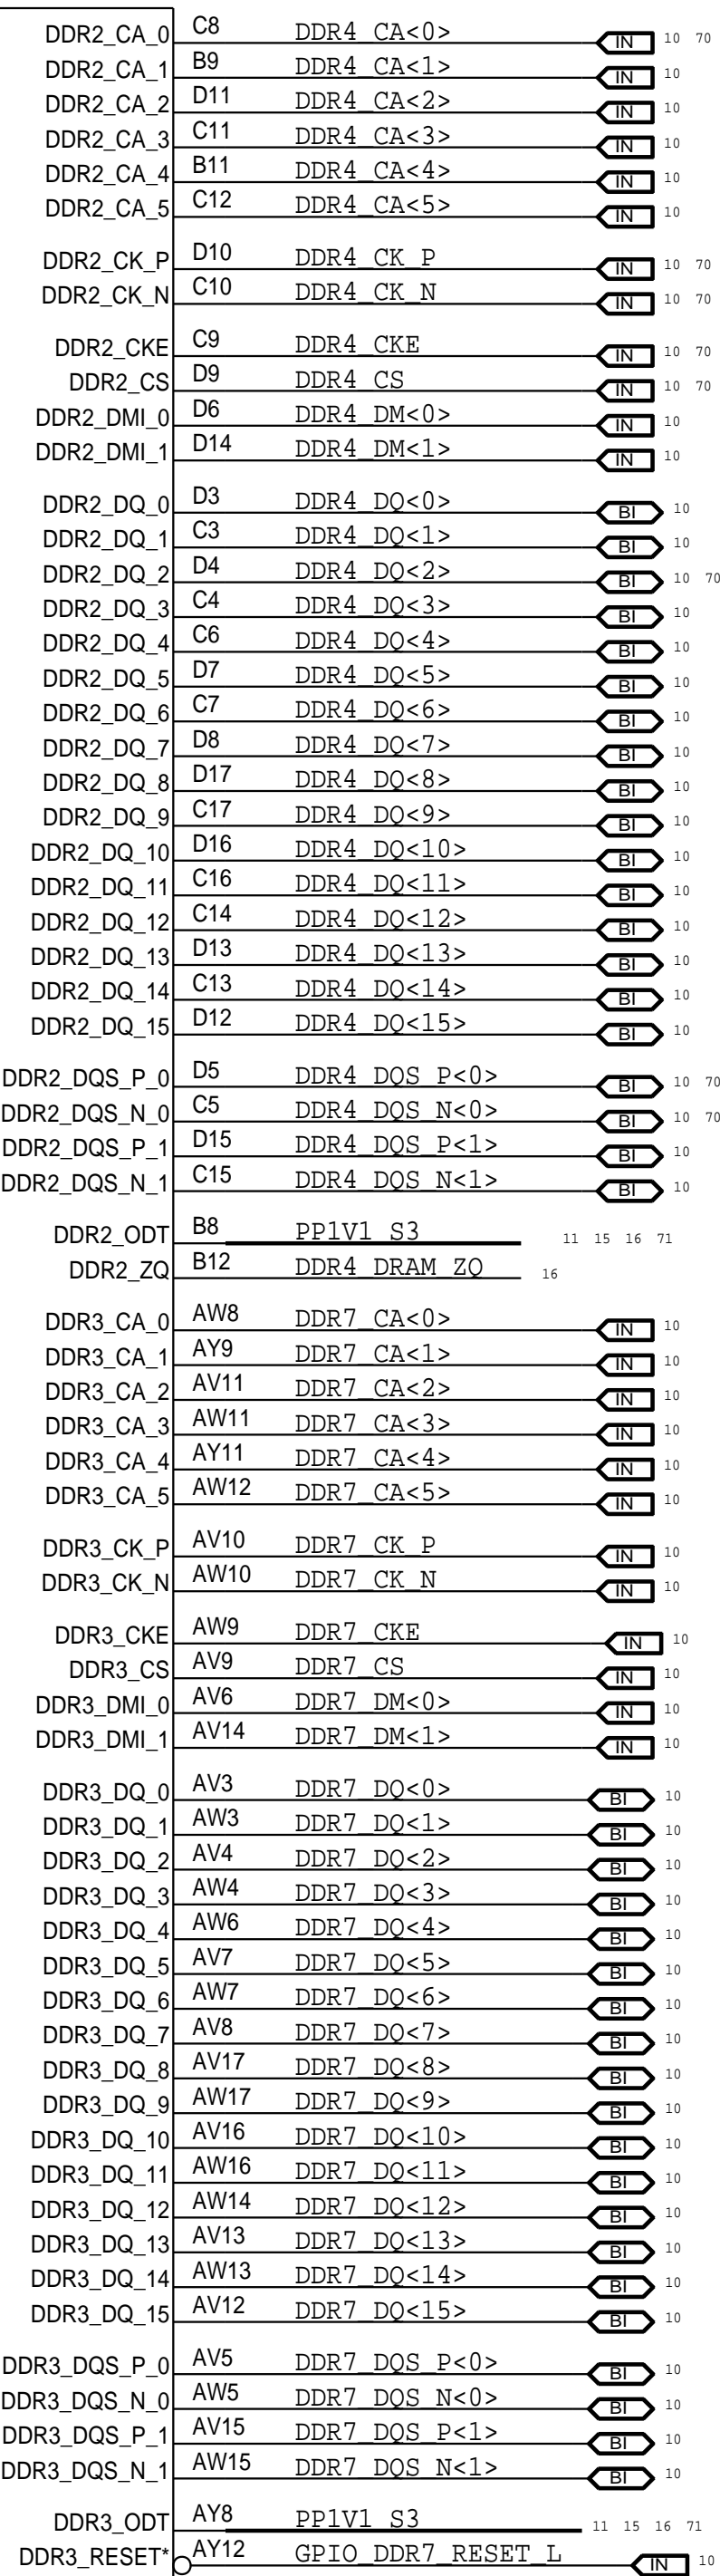 DDR2_CA_0 C8 DDR4_CA<0> IN 10 70
DDR2_CA_1 B9 DDR4_CA<1> IN 10
DDR2_CA_2 D11 DDR4_CA<2> IN 10
DDR2_CA_3 C11 DDR4_CA<3> IN 10
DDR2_CA_4 B11 DDR4_CA<4> IN 10
DDR2_CA_5 C12 DDR4_CA<5> IN 10
DDR2_CK_P D10 DDR4_CK_P IN 10 70
DDR2_CK_N C10 DDR4_CK_N IN 10 70
DDR2_CKE C9 DDR4_CKE IN 10 70
DDR2_CS D9 DDR4_CS IN 10 70
DDR2_DMI_0 D6 DDR4_DM<0> IN 10
DDR2_DMI_1 D14 DDR4_DM<1> IN 10
DDR2_DQ_0 D3 DDR4_DQ<0> BI 10
DDR2_DQ_1 C3 DDR4_DQ<1> BI 10
DDR2_DQ_2 D4 DDR4_DQ<2> BI 10 70
DDR2_DQ_3 C4 DDR4_DQ<3> BI 10
DDR2_DQ_4 C6 DDR4_DQ<4> BI 10
DDR2_DQ_5 D7 DDR4_DQ<5> BI 10
DDR2_DQ_6 C7 DDR4_DQ<6> BI 10
DDR2_DQ_7 D8 DDR4_DQ<7> BI 10
DDR2_DQ_8 D17 DDR4_DQ<8> BI 10
DDR2_DQ_9 C17 DDR4_DQ<9> BI 10
DDR2_DQ_10 D16 DDR4_DQ<10> BI 10
DDR2_DQ_11 C16 DDR4_DQ<11> BI 10
DDR2_DQ_12 C14 DDR4_DQ<12> BI 10
DDR2_DQ_13 D13 DDR4_DQ<13> BI 10
DDR2_DQ_14 C13 DDR4_DQ<14> BI 10
DDR2_DQ_15 D12 DDR4_DQ<15> BI 10
DDR2_DQS_P_0 D5 DDR4_DQS_P<0> BI 10 70
DDR2_DQS_N_0 C5 DDR4_DQS_N<0> BI 10 70
DDR2_DQS_P_1 D15 DDR4_DQS_P<1> BI 10
DDR2_DQS_N_1 C15 DDR4_DQS_N<1> BI 10
DDR2_ODT B8 PP1V1_S3 11 15 16 71
DDR2_ZQ B12 DDR4_DRAM_ZQ 16
DDR3_CA_0 AW8 DDR7_CA<0> IN 10
DDR3_CA_1 AY9 DDR7_CA<1> IN 10
DDR3_CA_2 AV11 DDR7_CA<2> IN 10
DDR3_CA_3 AW11 DDR7_CA<3> IN 10
DDR3_CA_4 AY11 DDR7_CA<4> IN 10
DDR3_CA_5 AW12 DDR7_CA<5> IN 10
DDR3_CK_P AV10 DDR7_CK_P IN 10
DDR3_CK_N AW10 DDR7_CK_N IN 10
DDR3_CKE AW9 DDR7_CKE IN 10
DDR3_CS AV9 DDR7_CS IN 10
DDR3_DMI_0 AV6 DDR7_DM<0> IN 10
DDR3_DMI_1 AV14 DDR7_DM<1> IN 10
DDR3_DQ_0 AV3 DDR7_DQ<0> BI 10
DDR3_DQ_1 AW3 DDR7_DQ<1> BI 10
DDR3_DQ_2 AV4 DDR7_DQ<2> BI 10
DDR3_DQ_3 AW4 DDR7_DQ<3> BI 10
DDR3_DQ_4 AW6 DDR7_DQ<4> BI 10
DDR3_DQ_5 AV7 DDR7_DQ<5> BI 10
DDR3_DQ_6 AW7 DDR7_DQ<6> BI 10
DDR3_DQ_7 AV8 DDR7_DQ<7> BI 10
DDR3_DQ_8 AV17 DDR7_DQ<8> BI 10
DDR3_DQ_9 AW17 DDR7_DQ<9> BI 10
DDR3_DQ_10 AV16 DDR7_DQ<10> BI 10
DDR3_DQ_11 AW16 DDR7_DQ<11> BI 10
DDR3_DQ_12 AW14 DDR7_DQ<12> BI 10
DDR3_DQ_13 AV13 DDR7_DQ<13> BI 10
DDR3_DQ_14 AW13 DDR7_DQ<14> BI 10
DDR3_DQ_15 AV12 DDR7_DQ<15> BI 10
DDR3_DQS_P_0 AV5 DDR7_DQS_P<0> BI 10
DDR3_DQS_N_0 AW5 DDR7_DQS_N<0> BI 10
DDR3_DQS_P_1 AV15 DDR7_DQS_P<1> BI 10
DDR3_DQS_N_1 AW15 DDR7_DQS_N<1> BI 10
DDR3_ODT AY8 PP1V1_S3 11 15 16 71
DDR3_RESET* AY12 GPIO_DDR7_RESET_L IN 10